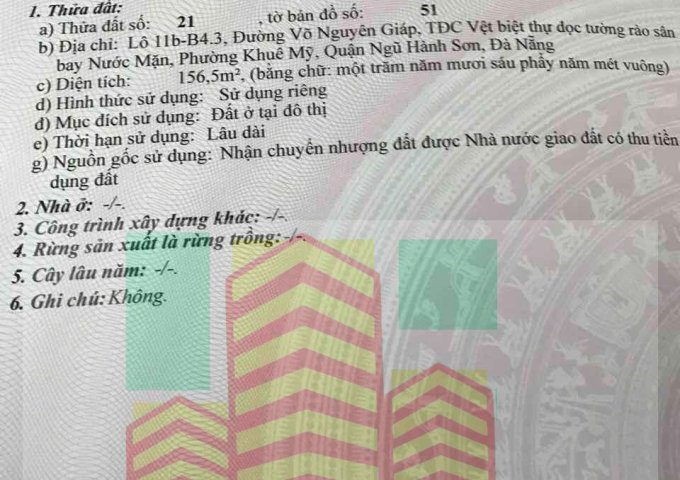 1. Thửa đất:
a) Thửa đất số: 21 , tờ bản đồ số: 51
b) Địa chỉ: Lô 11b-B4.3, Đường Võ Nguyên Giáp, TĐC Vệt biệt thự dọc tường rào sân
bay Nước Mặn, Phường Khuê Mỹ, Quận Ngũ Hành Sơn, Đà Nẵng
c) Diện tích: 156,5m², (bằng chữ: một trăm năm mươi sáu phẩy năm mét vuông)
d) Hình thức sử dụng: Sử dụng riêng
đ) Mục đích sử dụng: Đất ở tại đô thị
e) Thời hạn sử dụng: Lâu dài
g) Nguồn gốc sử dụng: Nhận chuyển nhượng đất được Nhà nước giao đất có thu tiền
dụng đất
2. Nhà ở: -/-.
3. Công trình xây dựng khác: -/-.
4. Rừng sản xuất là rừng trồng: -/-.
5. Cây lâu năm: -/-.
6. Ghi chú: Không.